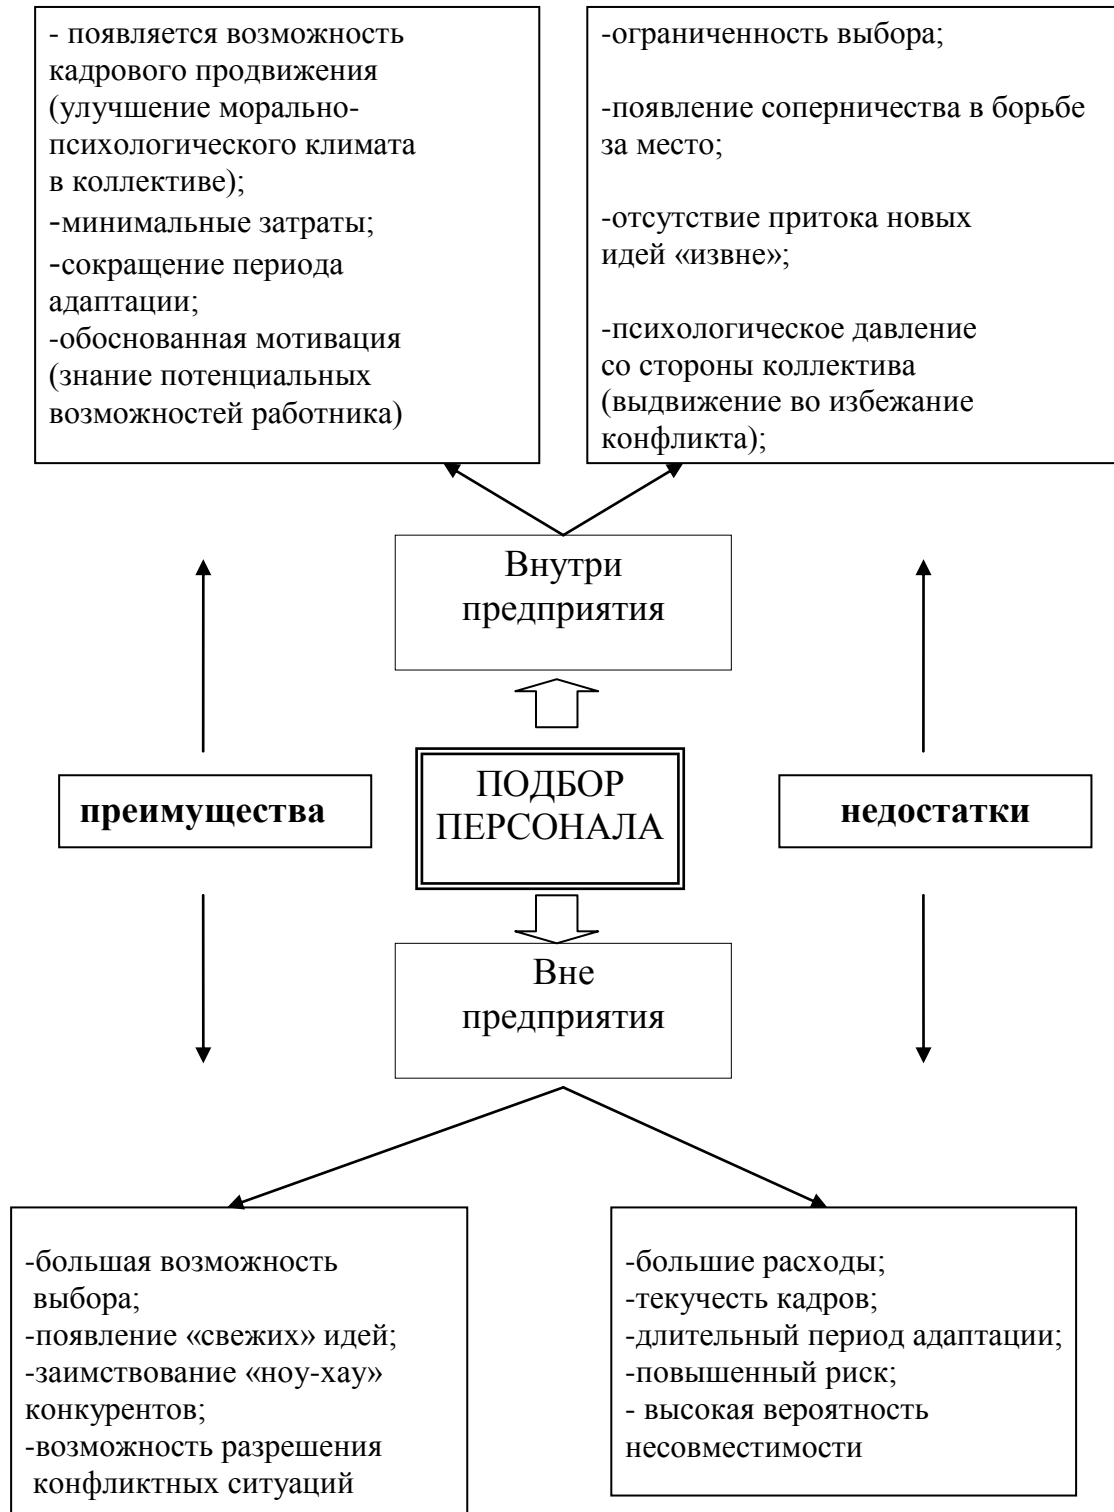 - появляется возможность
кадрового продвижения
(улучшение морально-
психологического климата
в коллективе);
-минимальные затраты;
-сокращение периода
адаптации;
-обоснованная мотивация
(знание потенциальных
возможностей работника)
-ограниченность выбора;
-появление соперничества в борьбе
за место;
-отсутствие притока новых
идей «извне»;
-психологическое давление
со стороны коллектива
(выдвижение во избежание
конфликта);
Внутри
предприятия
преимущества
ПОДБОР
ПЕРСОНАЛА
недостатки
Вне
предприятия
-большая возможность
выбора;
-появление «свежих» идей;
-заимствование «ноу-хау»
конкурентов;
-возможность разрешения
конфликтных ситуаций
-большие расходы;
-текучесть кадров;
-длительный период адаптации;
-повышенный риск;
- высокая вероятность
несовместимости